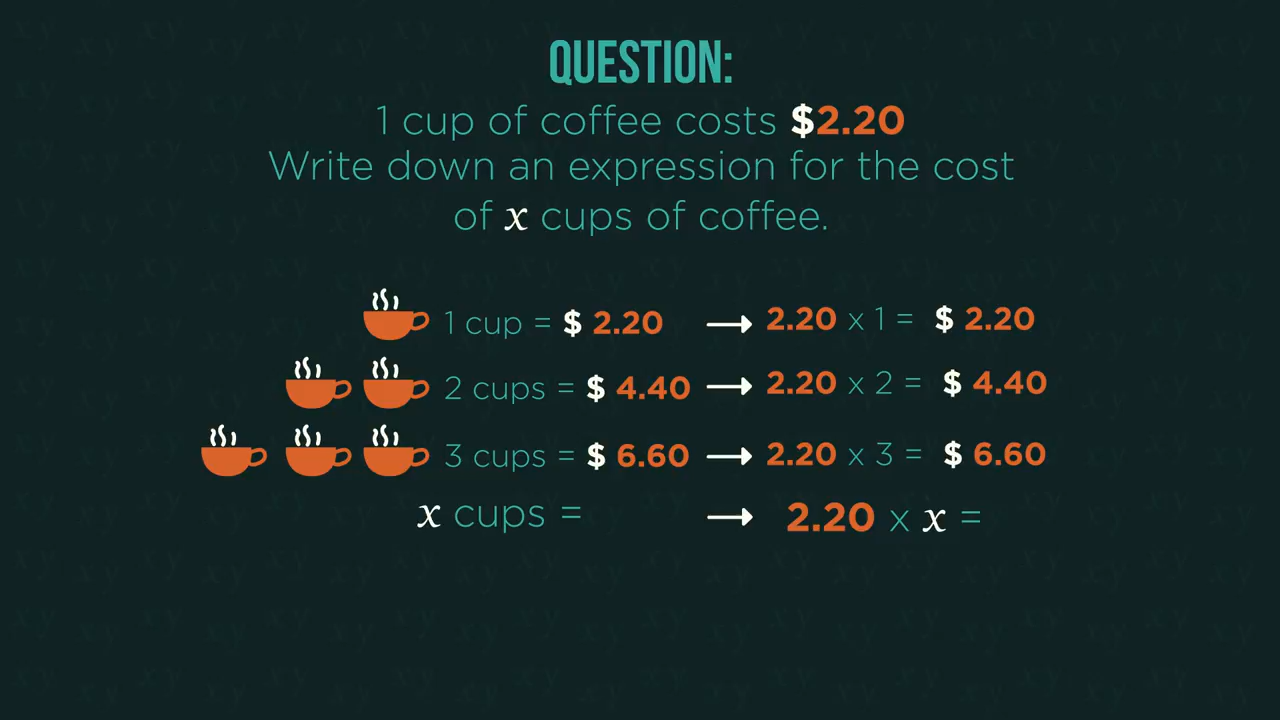 QUESTION:
1 cup of coffee costs $2.20
Write down an expression for the cost
of x cups of coffee.
1 cup = $ 2.20 → 2.20 x 1 = $ 2.20
2 cups = $ 4.40 → 2.20 x 2 = $ 4.40
3 cups = $ 6.60 → 2.20 x 3 = $ 6.60
x cups = → 2.20 x x =